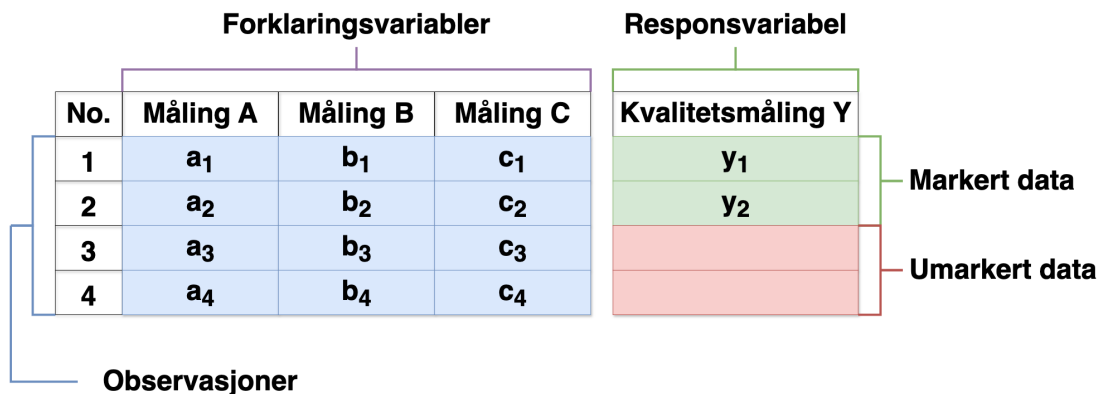 Forklaringsvariabler Responsvariabel
No. Måling A Måling B Måling C Kvalitetsmåling Y
1 a₁ b₁ c₁ y₁
2 a₂ b₂ c₂ y₂
Markert data
3 a₃ b₃ c₃
4 a₄ b₄ c₄
Umarkert data
Observasjoner